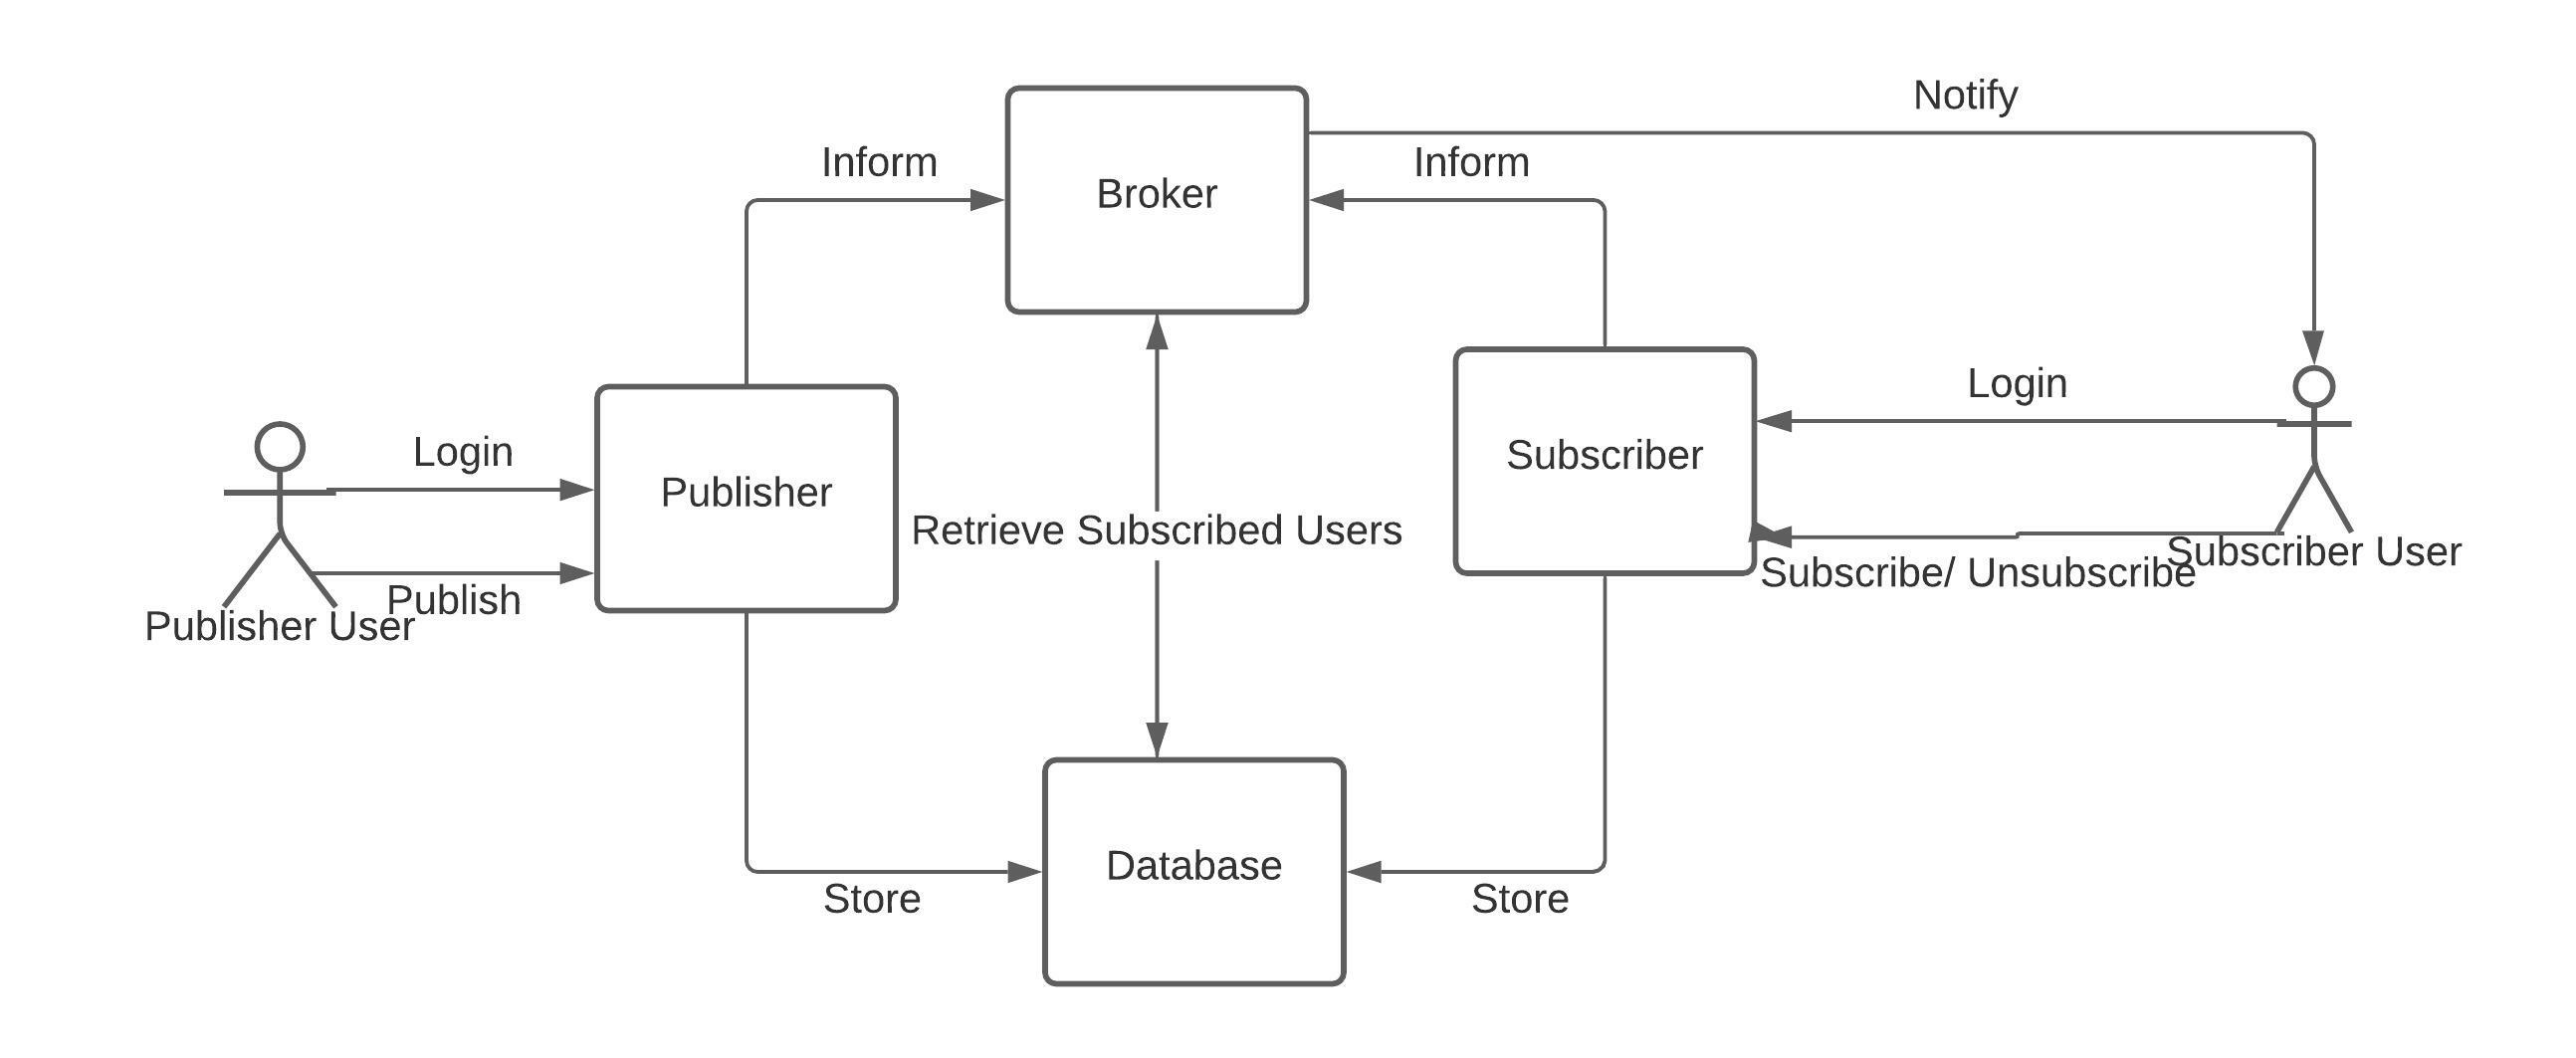 Notify
Inform
Inform
Broker
Login
Login
Subscriber
Publisher
Retrieve Subscribed Users
Subscriber User
Subscribe/ Unsubscribe
Publish
Publisher User
Database
Store
Store